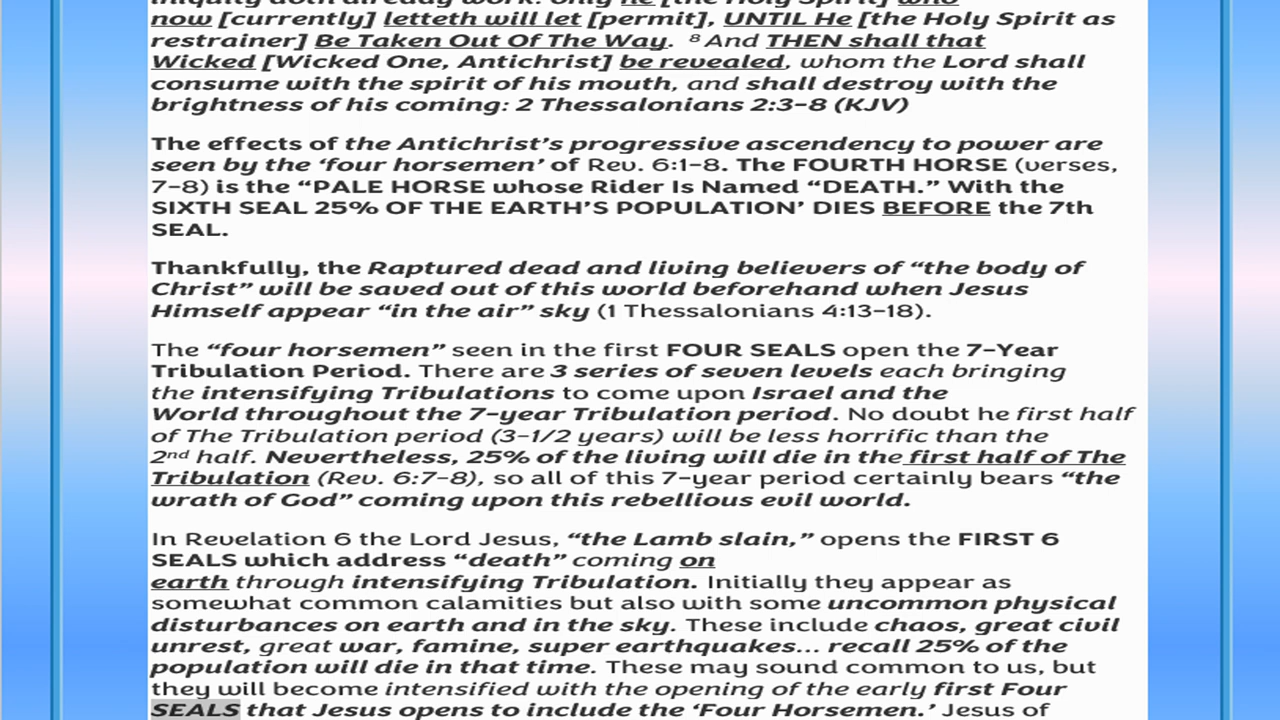 iniquity doth already work: only he [the Holy Spirit] who
now [currently] letteth will let [permit], UNTIL He [the Holy Spirit as
restrainer] Be Taken Out Of The Way. 8 And THEN shall that
Wicked [Wicked One, Antichrist] be revealed, whom the Lord shall
consume with the spirit of his mouth, and shall destroy with the
brightness of his coming: 2 Thessalonians 2:3–8 (KJV)
The effects of the Antichrist’s progressive ascendency to power are
seen by the ‘four horsemen’ of Rev. 6:1–8. The FOURTH HORSE (verses,
7–8) is the “PALE HORSE whose Rider Is Named “DEATH.” With the
SIXTH SEAL 25% OF THE EARTH’S POPULATION’ DIES BEFORE the 7th
SEAL.
Thankfully, the Raptured dead and living believers of “the body of
Christ” will be saved out of this world beforehand when Jesus
Himself appear “in the air” sky (1 Thessalonians 4:13–18).
The “four horsemen” seen in the first FOUR SEALS open the 7–Year
Tribulation Period. There are 3 series of seven levels each bringing
the intensifying Tribulations to come upon Israel and the
World throughout the 7–year Tribulation period. No doubt he first half
of The Tribulation period (3–1/2 years) will be less horrific than the
2nd half. Nevertheless, 25% of the living will die in the first half of The
Tribulation (Rev. 6:7–8), so all of this 7–year period certainly bears “the
wrath of God” coming upon this rebellious evil world.
In Revelation 6 the Lord Jesus, “the Lamb slain,” opens the FIRST 6
SEALS which address “death” coming on
earth through intensifying Tribulation. Initially they appear as
somewhat common calamities but also with some uncommon physical
disturbances on earth and in the sky. These include chaos, great civil
unrest, great war, famine, super earthquakes... recall 25% of the
population will die in that time. These may sound common to us, but
they will become intensified with the opening of the early first Four
SEALS that Jesus opens to include the ‘Four Horsemen.’ Jesus of